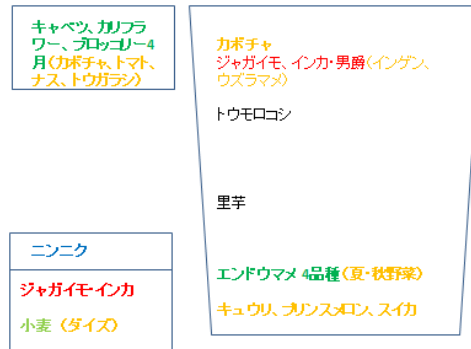 キャベツ、カリフラ
ワー、ブロッコリー4
月(カボチャ、トマト、
ナス、トウガラシ)
カボチャ
ジャガイモ、インカ・男爵(インゲン、
ウズラマメ)
トウモロコシ
里芋
ニンニク
ジャガイモ・インカ
小麦 (ダイズ)
エンドウマメ 4品種(夏・秋野菜)
キュウリ、プリンスメロン、スイカ